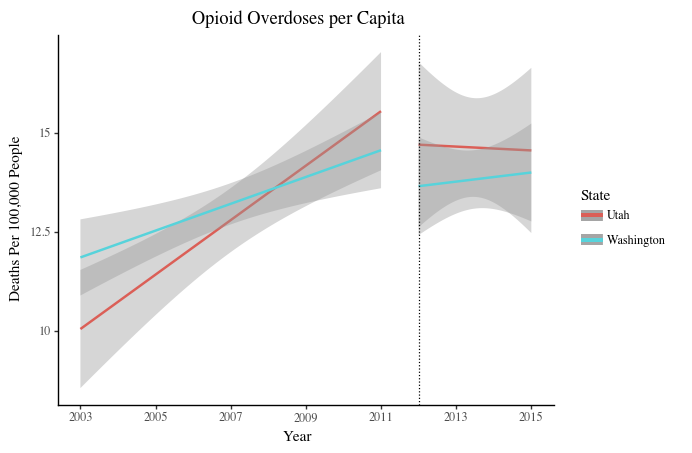 Opioid Overdoses per Capita
Deaths Per 100,000 People
15
12.5
10
2003 2005 2007 2009 2011 2013 2015
Year
State
Utah
Washington